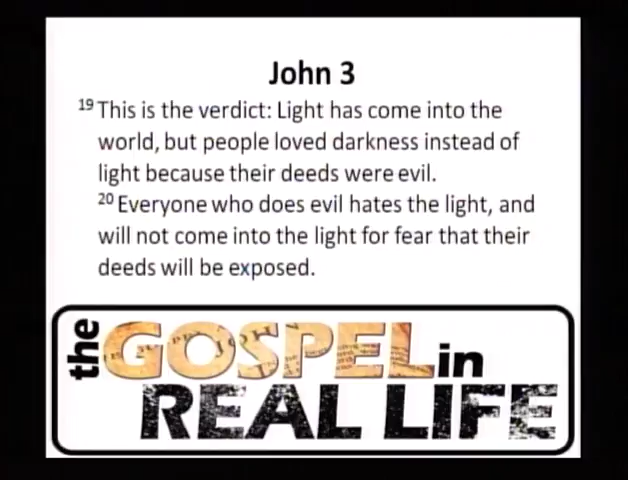 John 3
19 This is the verdict: Light has come into the
world, but people loved darkness instead of
light because their deeds were evil.
20 Everyone who does evil hates the light, and
will not come into the light for fear that their
deeds will be exposed.
the GOSPEL in
REAL LIFE